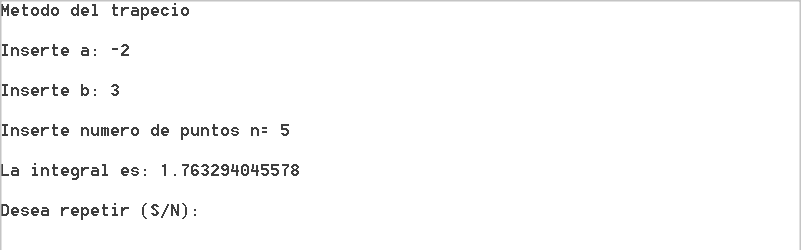 Metodo del trapecio
Inserte a: -2
Inserte b: 3
Inserte numero de puntos n= 5
La integral es: 1.763294045578
Desea repetir (S/N):